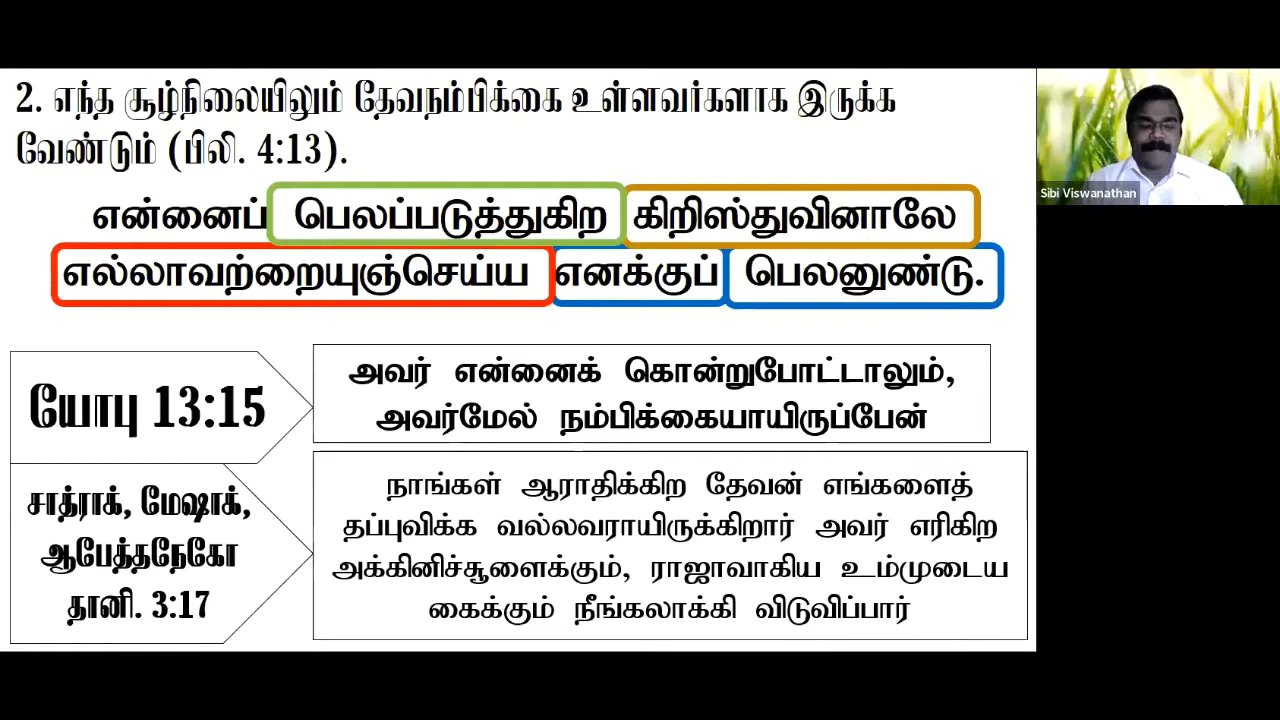 2. எந்த சூழ்நிலையிலும் தேவநம்பிக்கை உள்ளவர்களாக இருக்க
வேண்டும் (பிலி. 4:13).
என்னைப் பெலப்படுத்துகிற கிறிஸ்துவினாலே
எல்லாவற்றையுஞ்செய்ய எனக்குப் பெலனுண்டு.
யோபு 13:15
அவர் என்னைக் கொன்றுபோட்டாலும்,
அவர்மேல் நம்பிக்கையாயிருப்பேன்
சாத்ராக், மேஷாக்,
ஆபேத்தநேகோ
தானி. 3:17
நாங்கள் ஆராதிக்கிற தேவன் எங்களைத்
தப்புவிக்க வல்லவராயிருக்கிறார் அவர் எரிகிற
அக்கினிச்சூளைக்கும், ராஜாவாகிய உம்முடைய
கைக்கும் நீங்கலாக்கி விடுவிப்பார்
Sibi Viswanathan